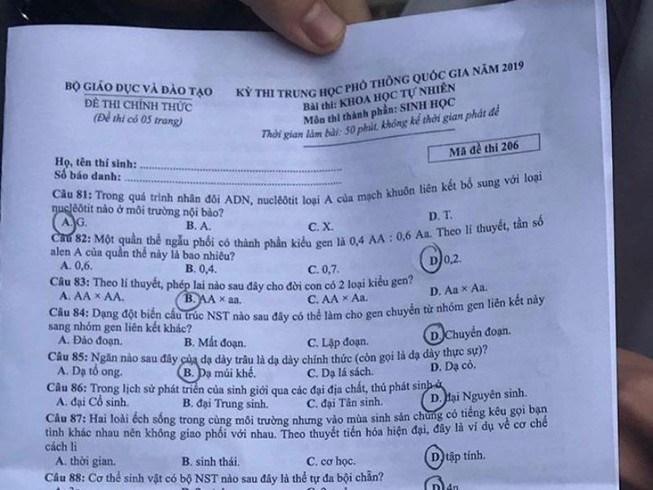 BỘ GIÁO DỤC VÀ ĐÀO TẠO
ĐỀ THI CHÍNH THỨC
(Đề thi có 05 trang)
KỲ THI TRUNG HỌC PHỔ THÔNG QUỐC GIA NĂM 2019
Bài thi: KHOA HỌC TỰ NHIÊN
Môn thi thành phần: SINH HỌC
Thời gian làm bài: 50 phút, không kể thời gian phát đề
Mã đề thi 206
Họ, tên thí sinh:
Số báo danh:
Câu 81: Trong quá trình nhân đôi ADN, nuclêôtit loại A của mạch khuôn liên kết bổ sung với loại
nuclêôtit nào ở môi trường nội bào?
A. G. B. A. C. X. D. T.
Câu 82: Một quần thể ngẫu phối có thành phần kiểu gen là 0,4 AA : 0,6 Aa. Theo lí thuyết, tần số
alen A của quần thể này là bao nhiêu?
A. 0,6. B. 0,4. C. 0,7. D. 0,2.
Câu 83: Theo lí thuyết, phép lai nào sau đây cho đời con có 2 loại kiểu gen?
A. AA × AA. B. AA × aa. C. AA × Aa. D. Aa × Aa.
Câu 84: Dạng đột biến cấu trúc NST nào sau đây có thể làm cho gen chuyển từ nhóm gen liên kết này
sang nhóm gen liên kết khác?
A. Đảo đoạn. B. Mất đoạn. C. Lặp đoạn. D. Chuyển đoạn.
Câu 85: Ngăn nào sau đây của dạ dày trâu là dạ dày chính thức (còn gọi là dạ dày thực sự)?
A. Dạ tổ ong. B. Dạ múi khế. C. Dạ lá sách. D. Dạ cỏ.
Câu 86: Trong lịch sử phát triển của sinh giới qua các đại địa chất, thú phát sinh ở
A. đại Cổ sinh. B. đại Trung sinh. C. đại Tân sinh. D. đại Nguyên sinh.
Câu 87: Hai loài ếch sống trong cùng môi trường nhưng vào mùa sinh sản chúng có tiếng kêu gọi bạn
tình khác nhau nên không giao phối với nhau. Theo thuyết tiến hóa hiện đại, đây là ví dụ về cơ chế
cách li
A. thời gian. B. sinh thái. C. cơ học. D. tập tính.
Câu 88: Cơ thể sinh vật có bộ NST nào sau đây là thể tự đa bội chẵn?
D. 4n